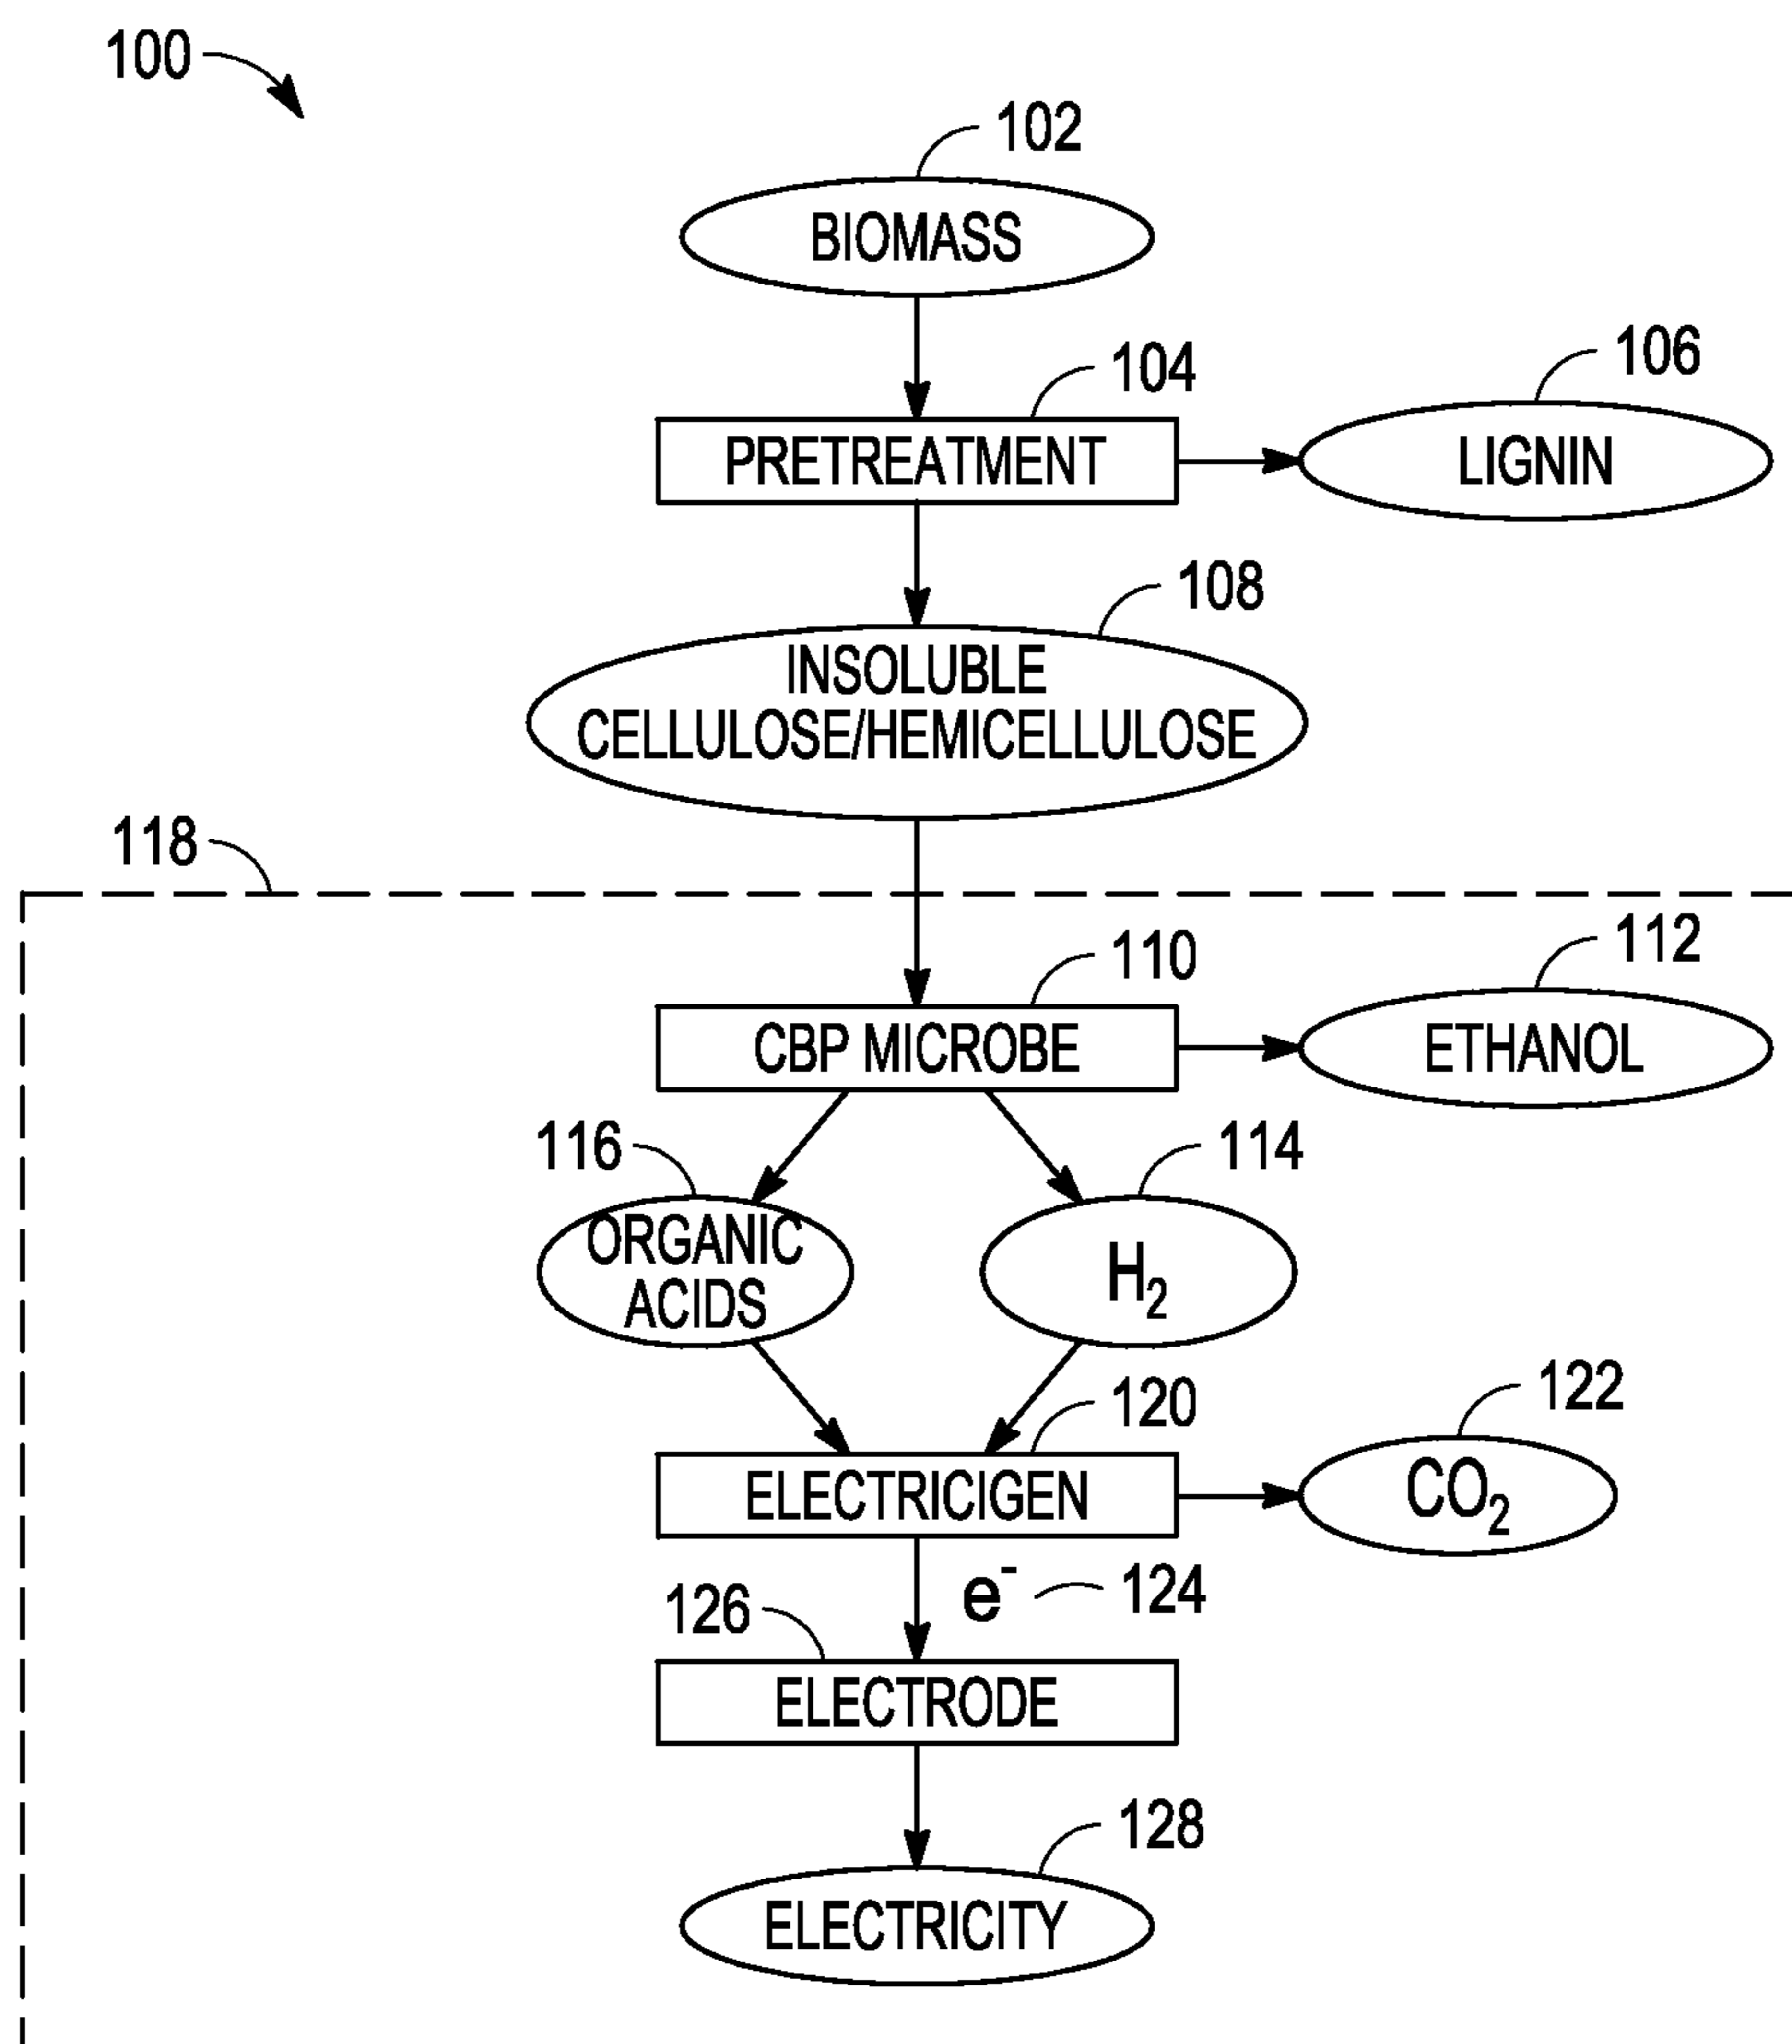 100
102
BIOMASS
104
106
PRETREATMENT
LIGNIN
108
INSOLUBLE
CELLULOSE/HEMICELLULOSE
118
110
112
CBP MICROBE
ETHANOL
116
114
ORGANIC
ACIDS
H₂
120
122
ELECTRICIGEN
CO₂
e⁻
124
126
ELECTRODE
128
ELECTRICITY